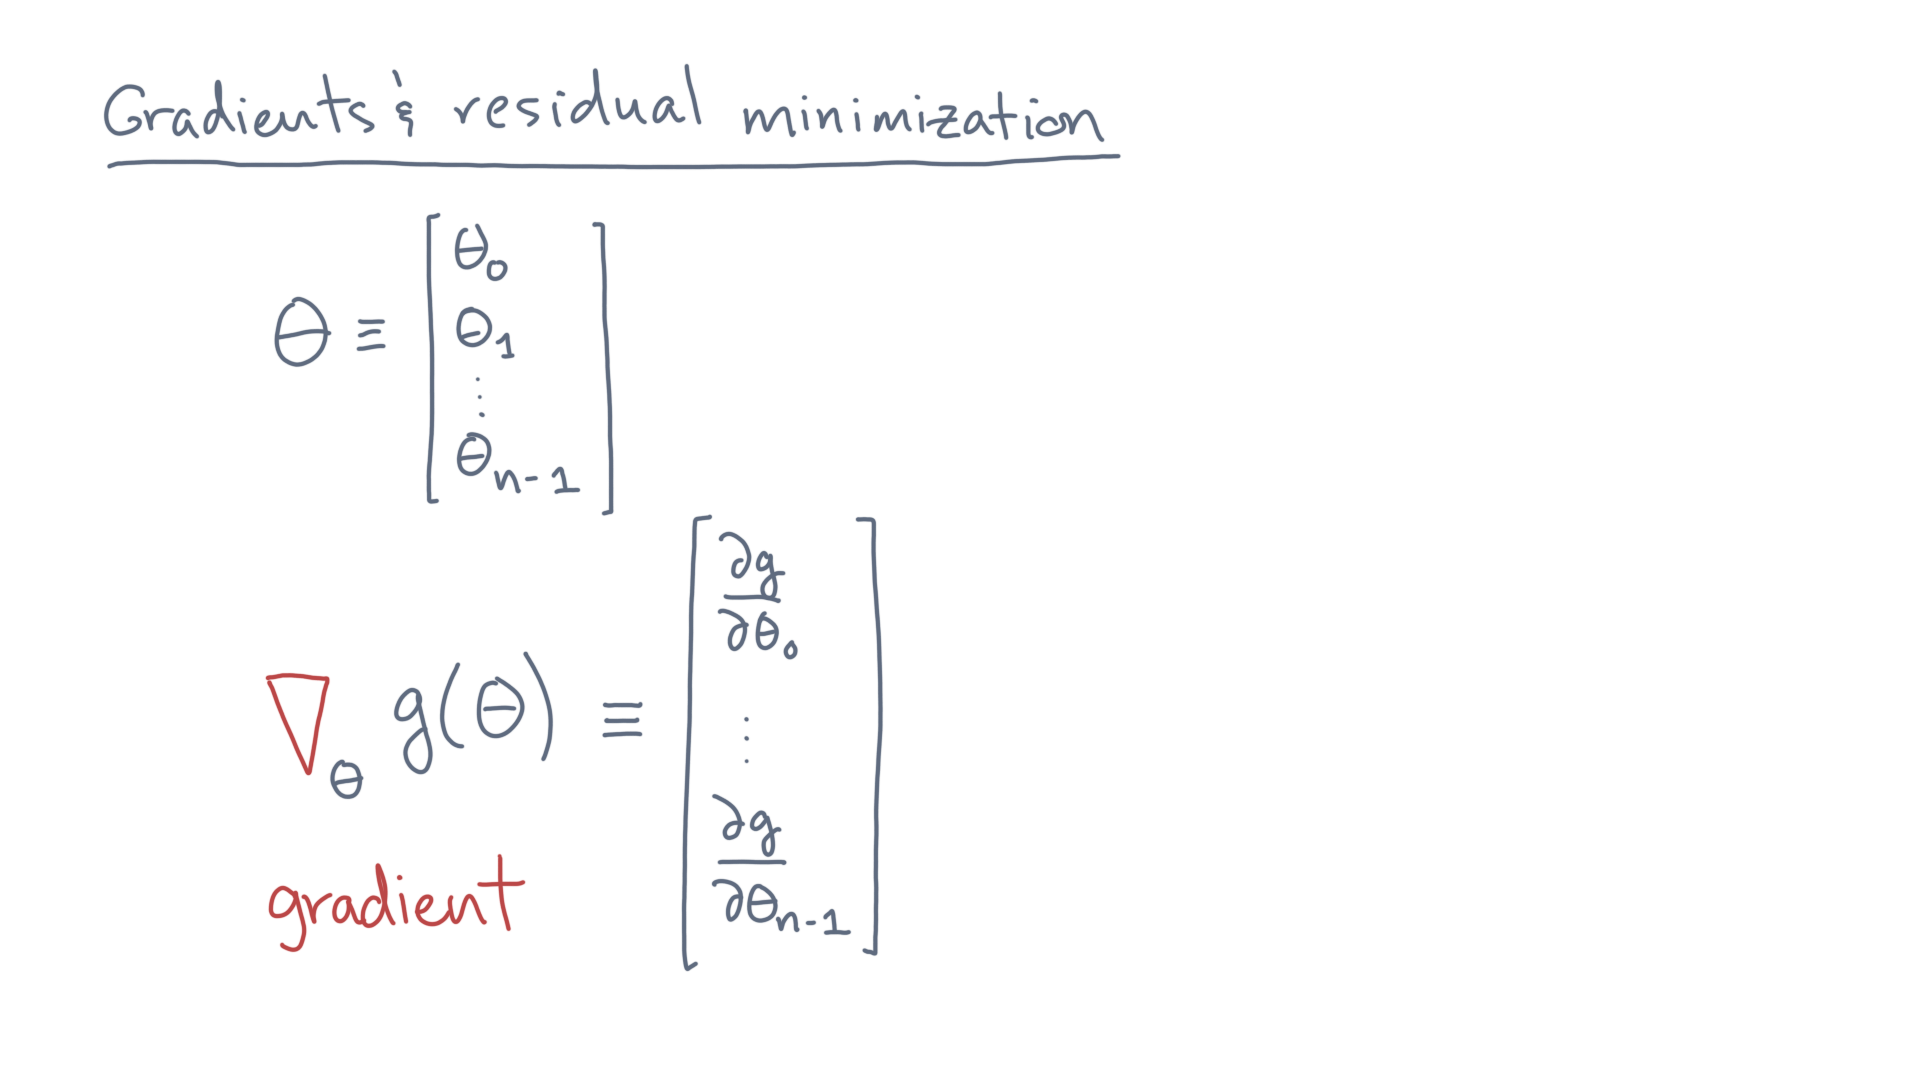 Gradients & residual minimization
θ ≡ [ θ₀
θ₁
⋮
θₙ₋₁ ]
∇_θ g(θ) ≡ [ ∂g/∂θ₀
⋮
∂g/∂θₙ₋₁ ]
gradient